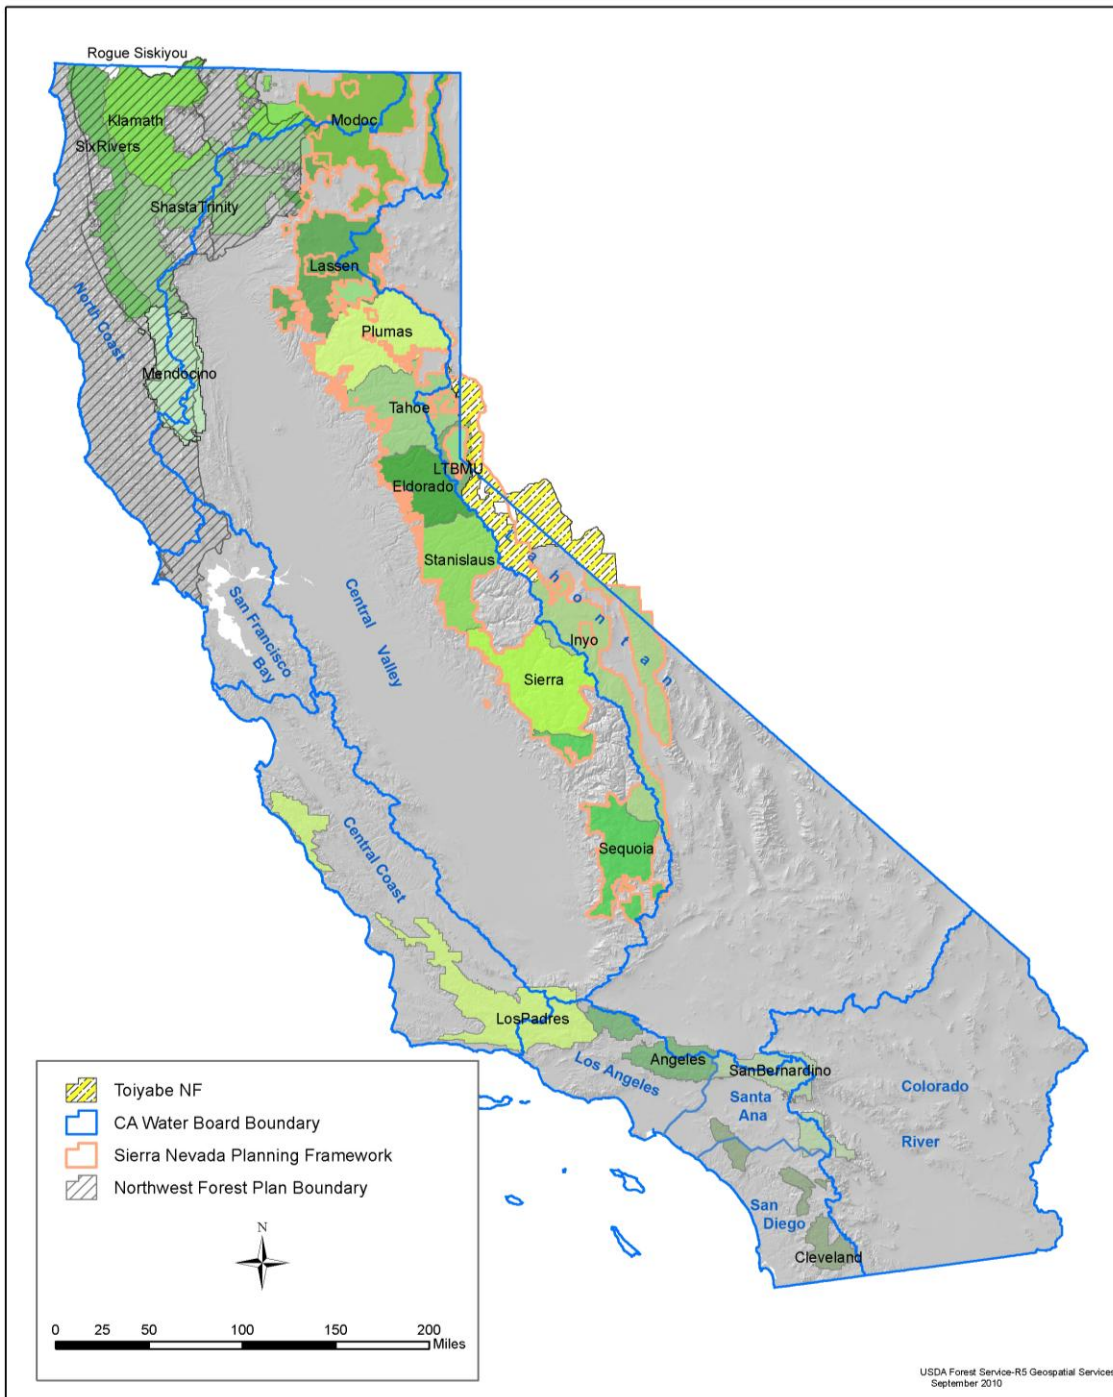 Rogue Siskiyou
Klamath
Modoc
SixRivers
ShastaTrinity
Lassen
North Coast
Plumas
Mendocino
Tahoe
LTBMU
Eldorado
Stanislaus
Lahontan
Central Valley
San Francisco
Bay
Inyo
Sierra
Central Coast
Sequoia
LosPadres
Angeles
Los Angeles
SanBernardino
Santa
Ana
Colorado
River
San
Diego
Cleveland
Toiyabe NF
CA Water Board Boundary
Sierra Nevada Planning Framework
Northwest Forest Plan Boundary
N
0 25 50 100 150 200
Miles
USDA Forest Service-R5 Geospatial Services
September 2010